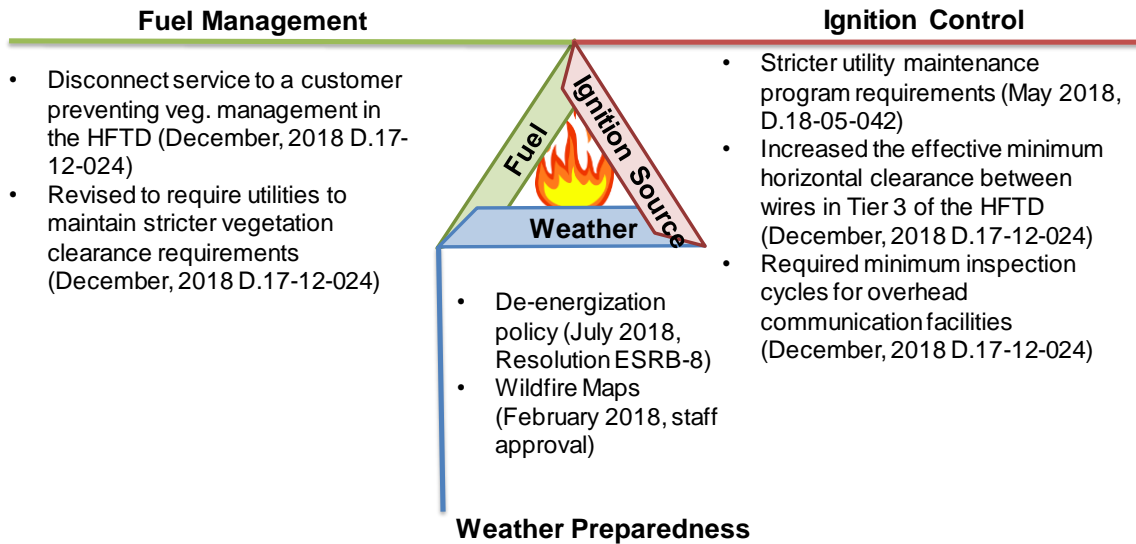 Fuel Management
• Disconnect service to a customer
preventing veg. management in
the HFTD (December, 2018 D.17-
12-024)
• Revised to require utilities to
maintain stricter vegetation
clearance requirements
(December, 2018 D.17-12-024)
Ignition Control
• Stricter utility maintenance
program requirements (May 2018,
D.18-05-042)
• Increased the effective minimum
horizontal clearance between
wires in Tier 3 of the HFTD
(December, 2018 D.17-12-024)
• Required minimum inspection
cycles for overhead
communication facilities
(December, 2018 D.17-12-024)
Fuel
Ignition Source
Weather
• De-energization
policy (July 2018,
Resolution ESRB-8)
• Wildfire Maps
(February 2018, staff
approval)
Weather Preparedness